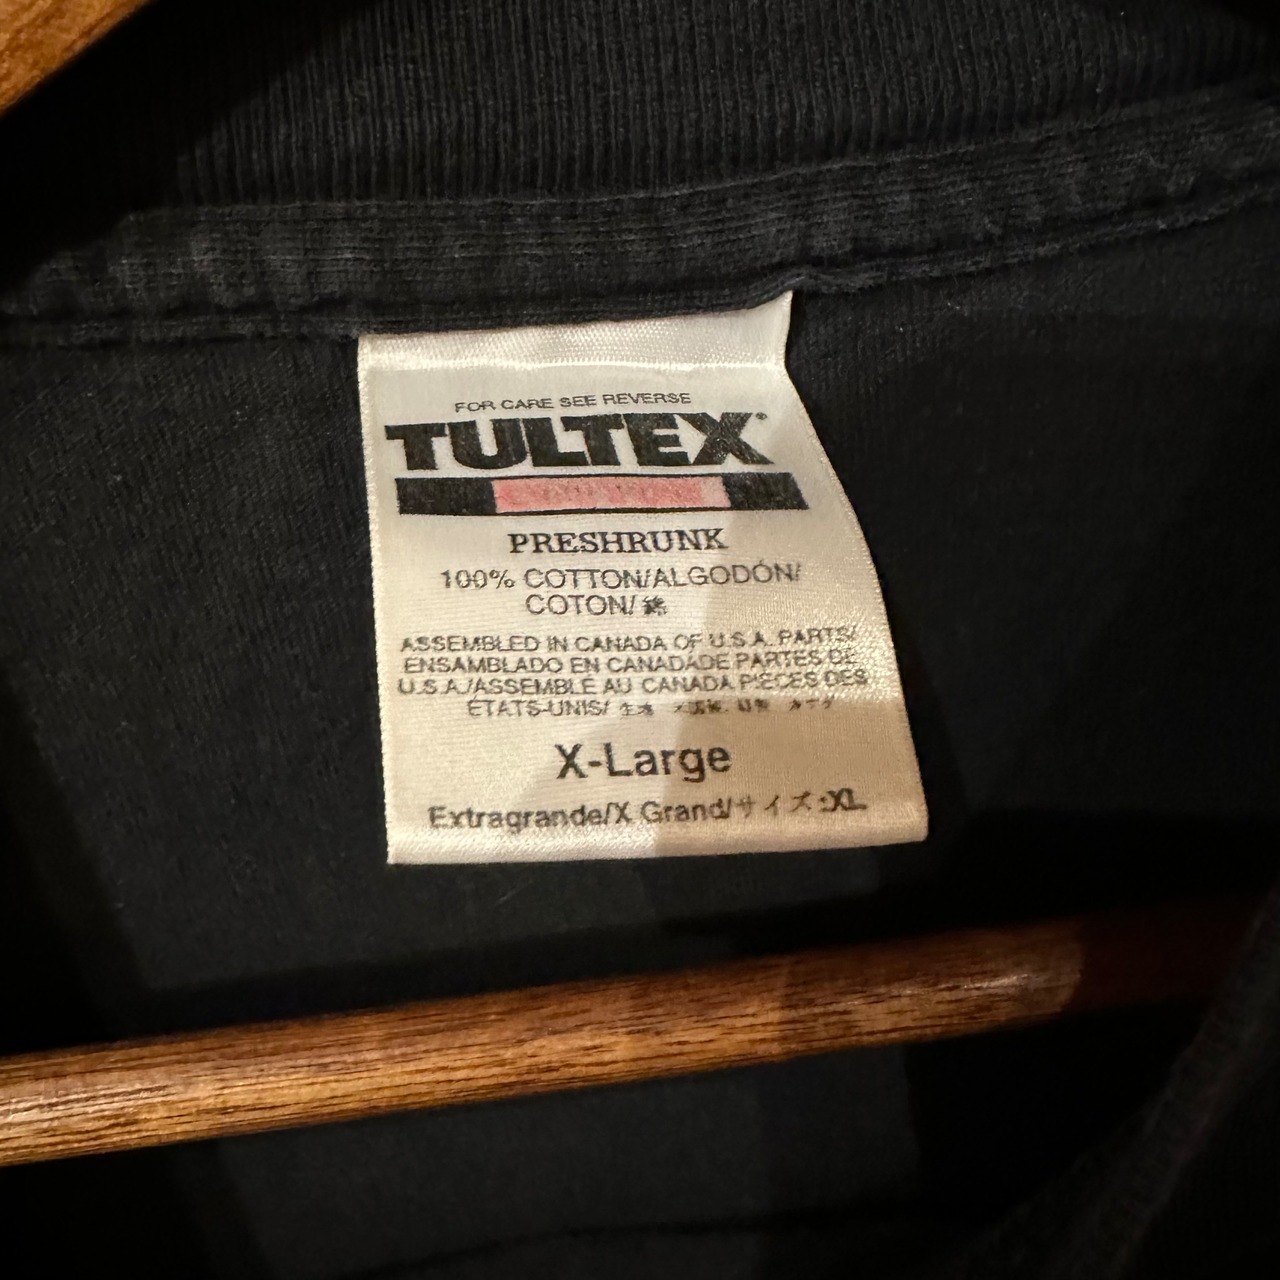 FOR CARE SEE REVERSE
TULTEX®
PRESHRUNK
100% COTTON/ALGODÓN/
COTON/綿
ASSEMBLED IN CANADA OF U.S.A. PARTS/
ENSAMBLADO EN CANADADE PARTES DE
U.S.A./ASSEMBLÉ AU CANADA PIÈCES DES
ÉTATS-UNIS/
X-Large
Extragrande/X Grand/サイズ:XL